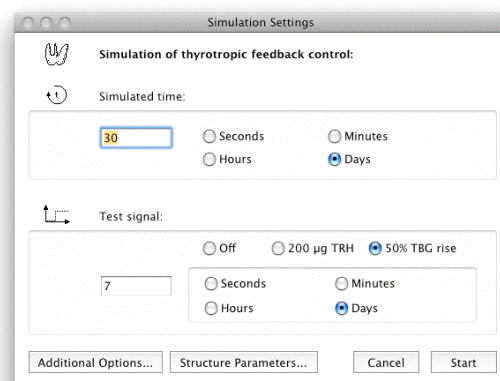 Simulation Settings
Simulation of thyrotropic feedback control:
t
Simulated time:
30
Seconds Minutes
Hours Days
Test signal:
Off 200 µg TRH 50% TBG rise
7
Seconds Minutes
Hours Days
Additional Options... Structure Parameters... Cancel Start